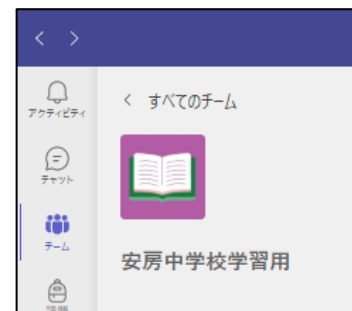 アクティビティ
チャット
チーム
すべてのチーム
安房中学校学習用